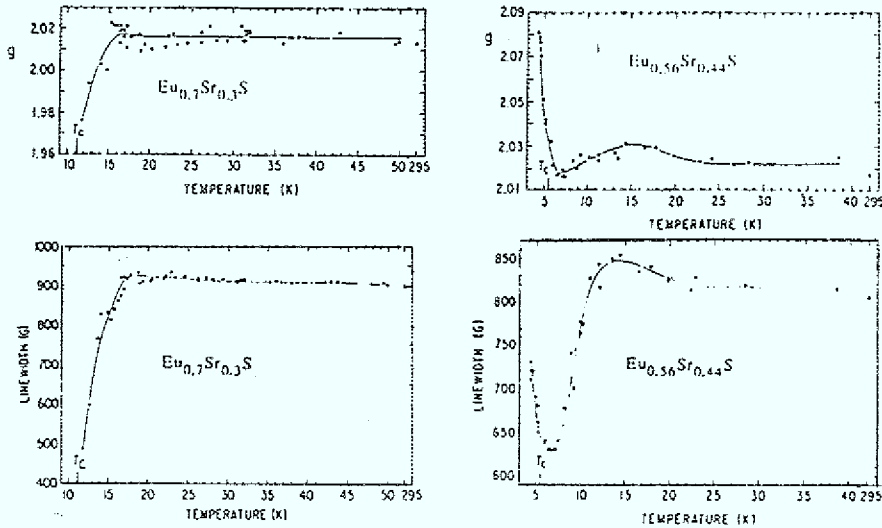 g
2.02
2.00
1.98
1.96
Eu0.7Sr0.3S
Tc
10 15 20 25 30 35 40 45 50 295
TEMPERATURE (K)
2.09
g
2.07
2.05
2.03
2.01
Eu0.56Sr0.44S
Tc
5 10 15 20 25 30 35 40 295
TEMPERATURE (K)
LINEWIDTH (G)
1000
900
800
700
600
500
400
Eu0.7Sr0.3S
Tc
10 15 20 25 30 35 40 45 50 295
TEMPERATURE (K)
LINEWIDTH (G)
850
800
750
700
650
600
Eu0.56Sr0.44S
Tc
5 10 15 20 25 30 35 40 295
TEMPERATURE (K)